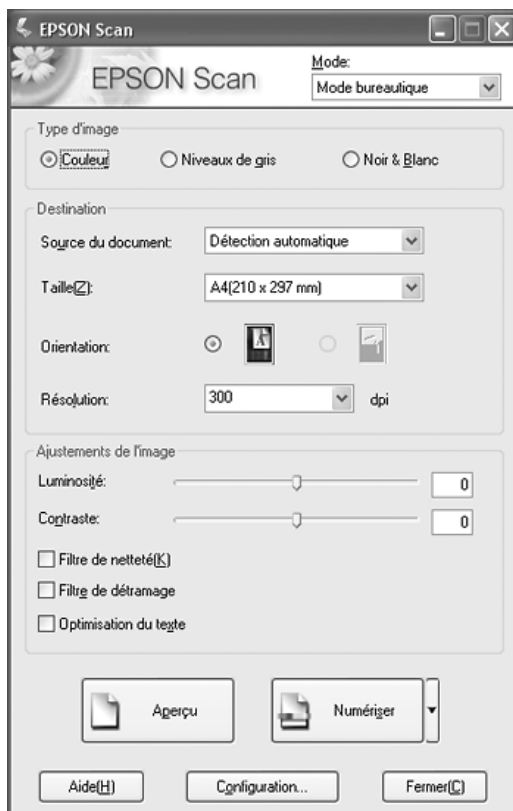 EPSON Scan
EPSON Scan
Mode:
Mode bureautique
Type d'image
Couleur
Niveaux de gris
Noir & Blanc
Destination
Source du document:
Détection automatique
Taille(Z):
A4(210 x 297 mm)
Orientation:
Résolution:
300
dpi
Ajustements de l'image
Luminosité:
0
Contraste:
0
Filtre de netteté(K)
Filtre de détramage
Optimisation du texte
Aperçu
Numériser
Aide(H)
Configuration...
Fermer(C)